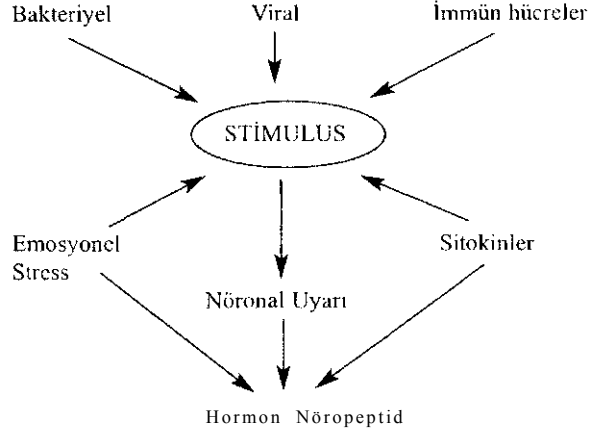 Bakteriyel Viral İmmün hücreler
STİMULUS
Emosyonel Sitokinler
Stress
Nöronal Uyarı
Hormon Nöropeptid